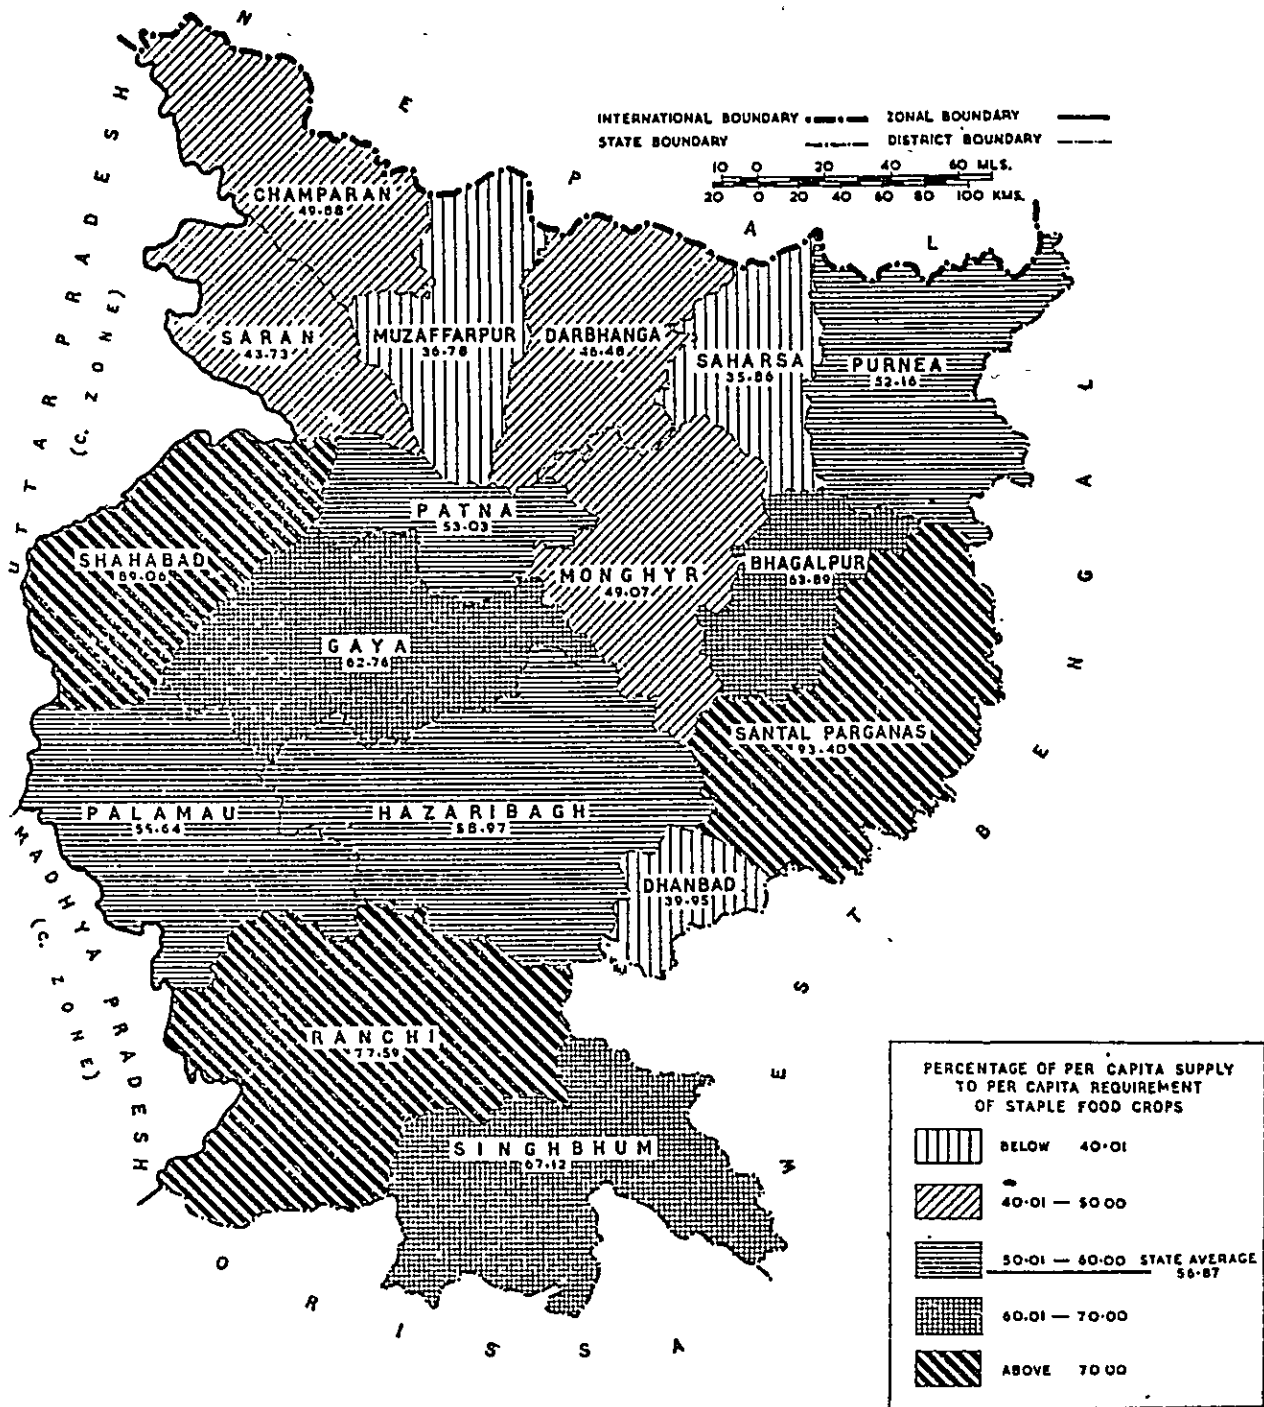 NEPAL
INTERNATIONAL BOUNDARY ZONAL BOUNDARY
STATE BOUNDARY DISTRICT BOUNDARY
10 0 20 40 60 MLS.
20 0 20 40 60 80 100 KMS.
UTTAR PRADESH
(C. ZONE)
CHAMPARAN
49·88
SARAN
43·73
MUZAFFARPUR
36·78
DARBHANGA
46·48
SAHARSA
35·86
PURNEA
52·16
PATNA
53·03
SHAHABAD
89·06
MONGHYR
49·07
BHAGALPUR
63·89
GAYA
62·76
SANTAL PARGANAS
93·40
PALAMAU
55·64
HAZARIBAGH
58·97
DHANBAD
39·95
RANCHI
77·59
SINGHBHUM
67·12
MADHYA PRADESH
(C. ZONE)
WEST BENGAL
ORISSA
PERCENTAGE OF PER CAPITA SUPPLY
TO PER CAPITA REQUIREMENT
OF STAPLE FOOD CROPS
BELOW 40·01
40·01 — 50·00
50·01 — 60·00 STATE AVERAGE
56·87
60·01 — 70·00
ABOVE 70·00